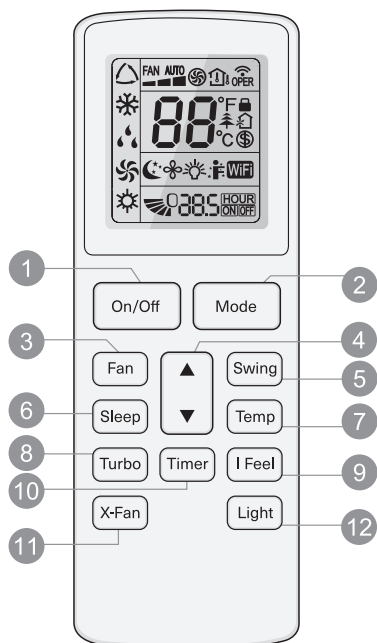 FAN AUTO
OPER
88 °F
°C
WiFi
038.5 HOUR
ON OFF
1
2
On/Off Mode
3
4
Fan Swing
5
6
Sleep Temp
7
8
Turbo Timer I Feel
9
10
X-Fan Light
11
12